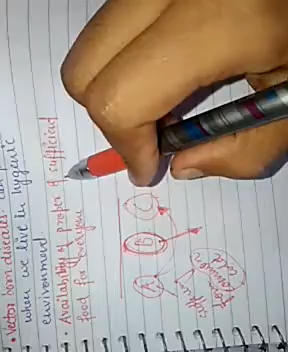 • Vector born diseases. can
when we live in hygenic
environment
• Availability of proper & sufficient
food for everyone
A
B
C